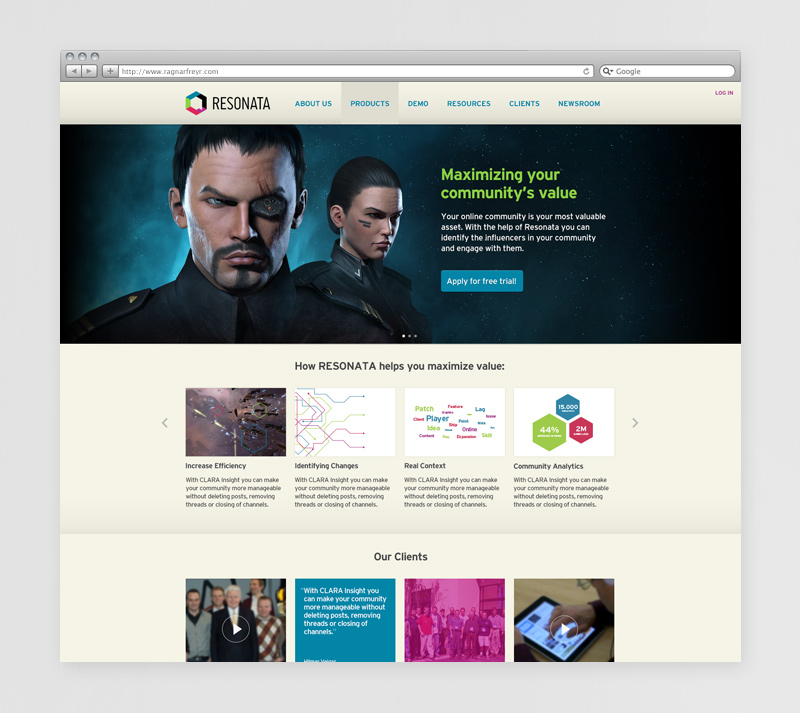 http://www.ragnarfreyr.com
Google
LOG IN
RESONATA
ABOUT US
PRODUCTS
DEMO
RESOURCES
CLIENTS
NEWSROOM
Maximizing your
community's value
Your online community is your most valuable
asset. With the help of Resonata you can
identify the influencers in your community
and engage with them.
Apply for free trial!
How RESONATA helps you maximize value:
Patch
Feature
Lag
Client
Player
Point
Issue
Idea
Ship
Online
Content
Expansion
Skill
15.000
44%
2M
Increase Efficiency
With CLARA Insight you can make
your community more manageable
without deleting posts, removing
threads or closing of channels.
Identifying Changes
With CLARA Insight you can make
your community more manageable
without deleting posts, removing
threads or closing of channels.
Real Context
With CLARA Insight you can make
your community more manageable
without deleting posts, removing
threads or closing of channels.
Community Analytics
With CLARA Insight you can make
your community more manageable
without deleting posts, removing
threads or closing of channels.
Our Clients
"With CLARA Insight you
can make your community
more manageable without
deleting posts, removing
threads or closing of
channels."